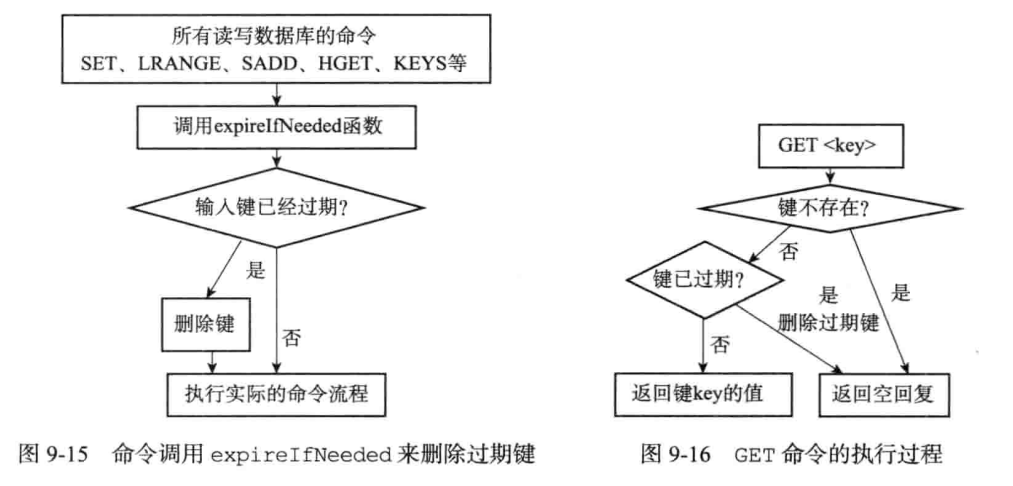 所有读写数据库的命令
SET、LRANGE、SADD、HGET、KEYS等
调用expireIfNeeded函数
输入键已经过期?
是
删除键
否
执行实际的命令流程
图 9-15 命令调用 expireIfNeeded 来删除过期键
GET <key>
键不存在?
否
键已过期?
是
删除过期键
是
否
返回键key的值
返回空回复
图 9-16 GET 命令的执行过程